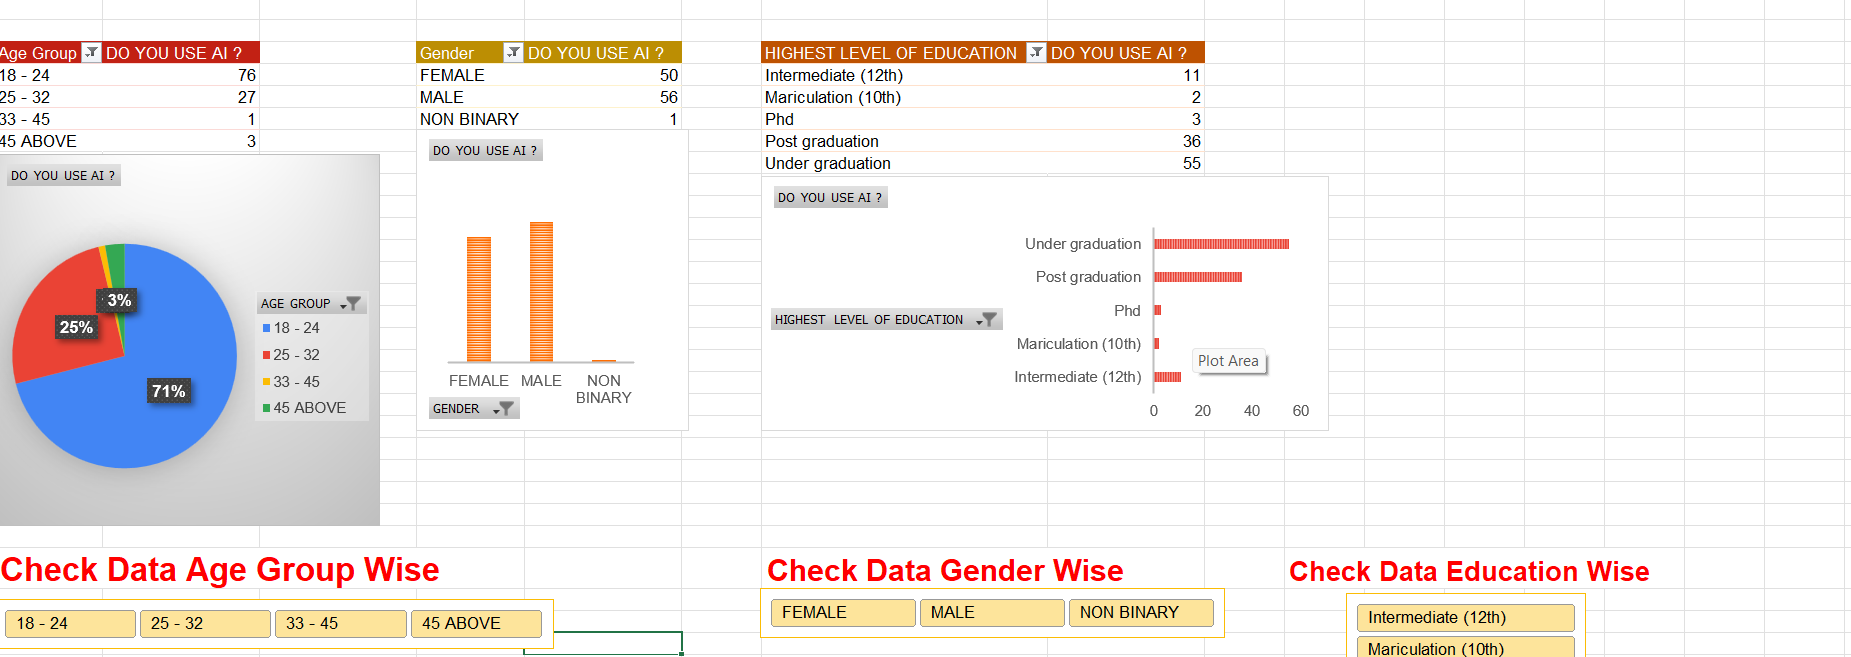 Age Group DO YOU USE AI ?
18 - 24 76
25 - 32 27
33 - 45 1
45 ABOVE 3
DO YOU USE AI ?
3%
25%
71%
AGE GROUP
18 - 24
25 - 32
33 - 45
45 ABOVE
Gender DO YOU USE AI ?
FEMALE 50
MALE 56
NON BINARY 1
DO YOU USE AI ?
FEMALE MALE NON
BINARY
GENDER
HIGHEST LEVEL OF EDUCATION DO YOU USE AI ?
Intermediate (12th) 11
Mariculation (10th) 2
Phd 3
Post graduation 36
Under graduation 55
DO YOU USE AI ?
HIGHEST LEVEL OF EDUCATION
Under graduation
Post graduation
Phd
Mariculation (10th)
Intermediate (12th)
Plot Area
0 20 40 60
Check Data Age Group Wise
18 - 24 25 - 32 33 - 45 45 ABOVE
Check Data Gender Wise
FEMALE MALE NON BINARY
Check Data Education Wise
Intermediate (12th)
Mariculation (10th)